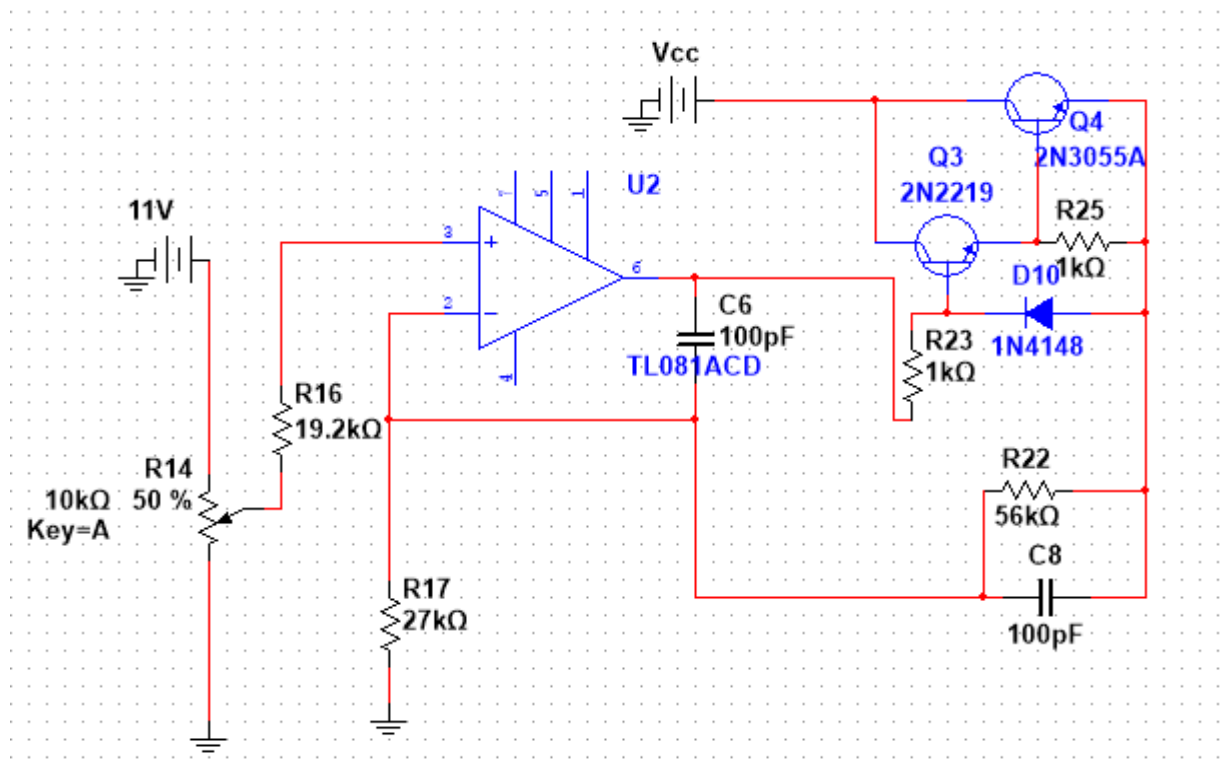 Vcc
Q4
2N3055A
Q3
2N2219
U2
11V
R25
1kΩ
3
7
5
1
6
2
4
D10
1N4148
C6
100pF
TL081ACD
R23
1kΩ
R16
19.2kΩ
R14
10kΩ
50 %
Key=A
R22
56kΩ
C8
100pF
R17
27kΩ